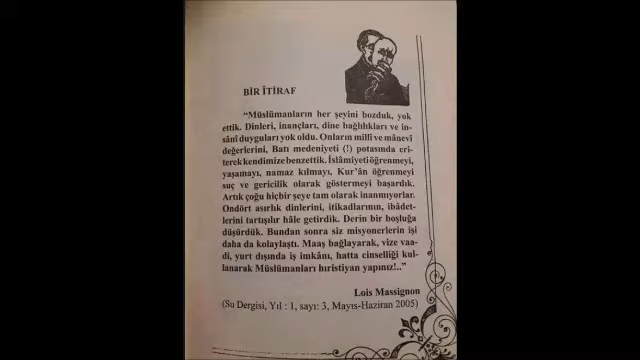 BİR İTİRAF
“Müslümanların her şeyini bozduk, yok
ettik. Dinleri, inançları, dine bağlılıkları ve in-
sânî duyguları yok oldu. Onların millî ve mânevî
değerlerini, Batı medeniyeti (!) potasında eri-
terek kendimize benzettik. İslâmiyeti öğrenmeyi,
yaşamayı, namaz kılmayı, Kur’ân öğrenmeyi
suç ve gericilik olarak göstermeyi başardık.
Artık çoğu hiçbir şeye tam olarak inanmıyorlar.
Ondört asırlık dinlerini, itikadlarının, ibâdet-
lerini tartışılır hâle getirdik. Derin bir boşluğa
düşürdük. Bundan sonra siz misyonerlerin işi
daha da kolaylaştı. Maaş bağlayarak, vize vaa-
di, yurt dışında iş imkânı, hatta cinselliği kul-
lanarak Müslümanları hıristiyan yapınız!..”
Lois Massignon
(Su Dergisi, Yıl : 1, sayı: 3, Mayıs-Haziran 2005)